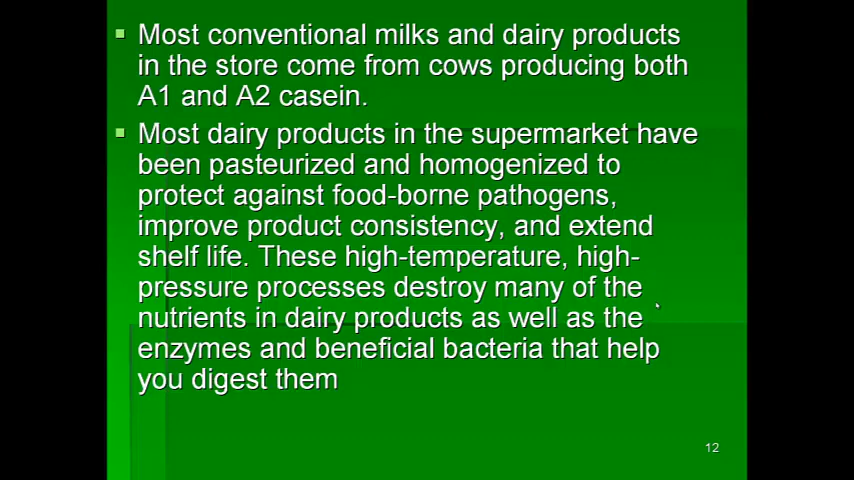 Most conventional milks and dairy products
in the store come from cows producing both
A1 and A2 casein.
Most dairy products in the supermarket have
been pasteurized and homogenized to
protect against food-borne pathogens,
improve product consistency, and extend
shelf life. These high-temperature, high-
pressure processes destroy many of the
nutrients in dairy products as well as the
enzymes and beneficial bacteria that help
you digest them
12